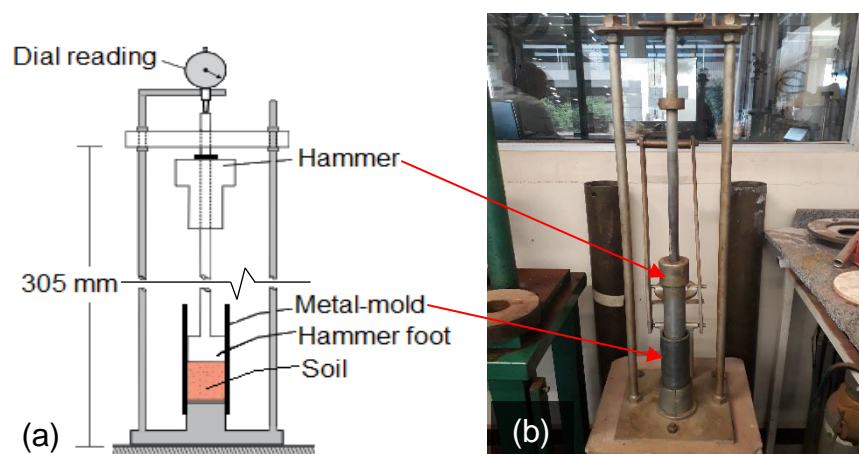 Dial reading
Hammer
305 mm
Metal-mold
Hammer foot
Soil
(a)
(b)